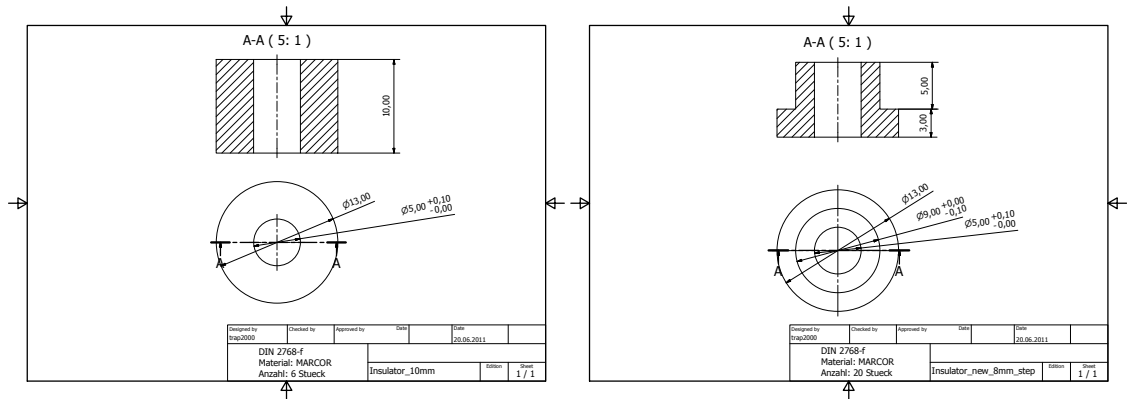 A-A ( 5: 1 )
10,00
Ø13,00
Ø5,00 +0,10
-0,00
A
A
Designed by
trap2000
Checked by
Approved by
Date
Date
20.06.2011
DIN 2768-f
Material: MARCOR
Anzahl: 6 Stueck
Insulator_10mm
Edition
Sheet
1 / 1
A-A ( 5: 1 )
5,00
3,00
Ø13,00
Ø9,00 +0,00
-0,10
Ø5,00 +0,10
-0,00
A
A
Designed by
trap2000
Checked by
Approved by
Date
Date
20.06.2011
DIN 2768-f
Material: MARCOR
Anzahl: 20 Stueck
Insulator_new_8mm_step
Edition
Sheet
1 / 1